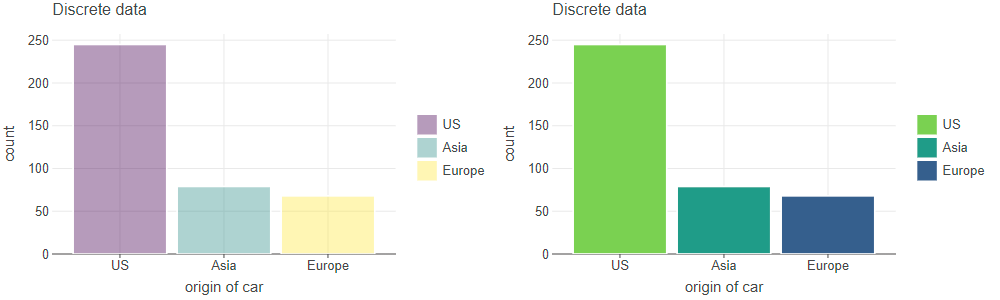 Discrete data
250
200
150
100
50
0
count
US
Asia
Europe
origin of car
US
Asia
Europe
Discrete data
250
200
150
100
50
0
count
US
Asia
Europe
origin of car
US
Asia
Europe